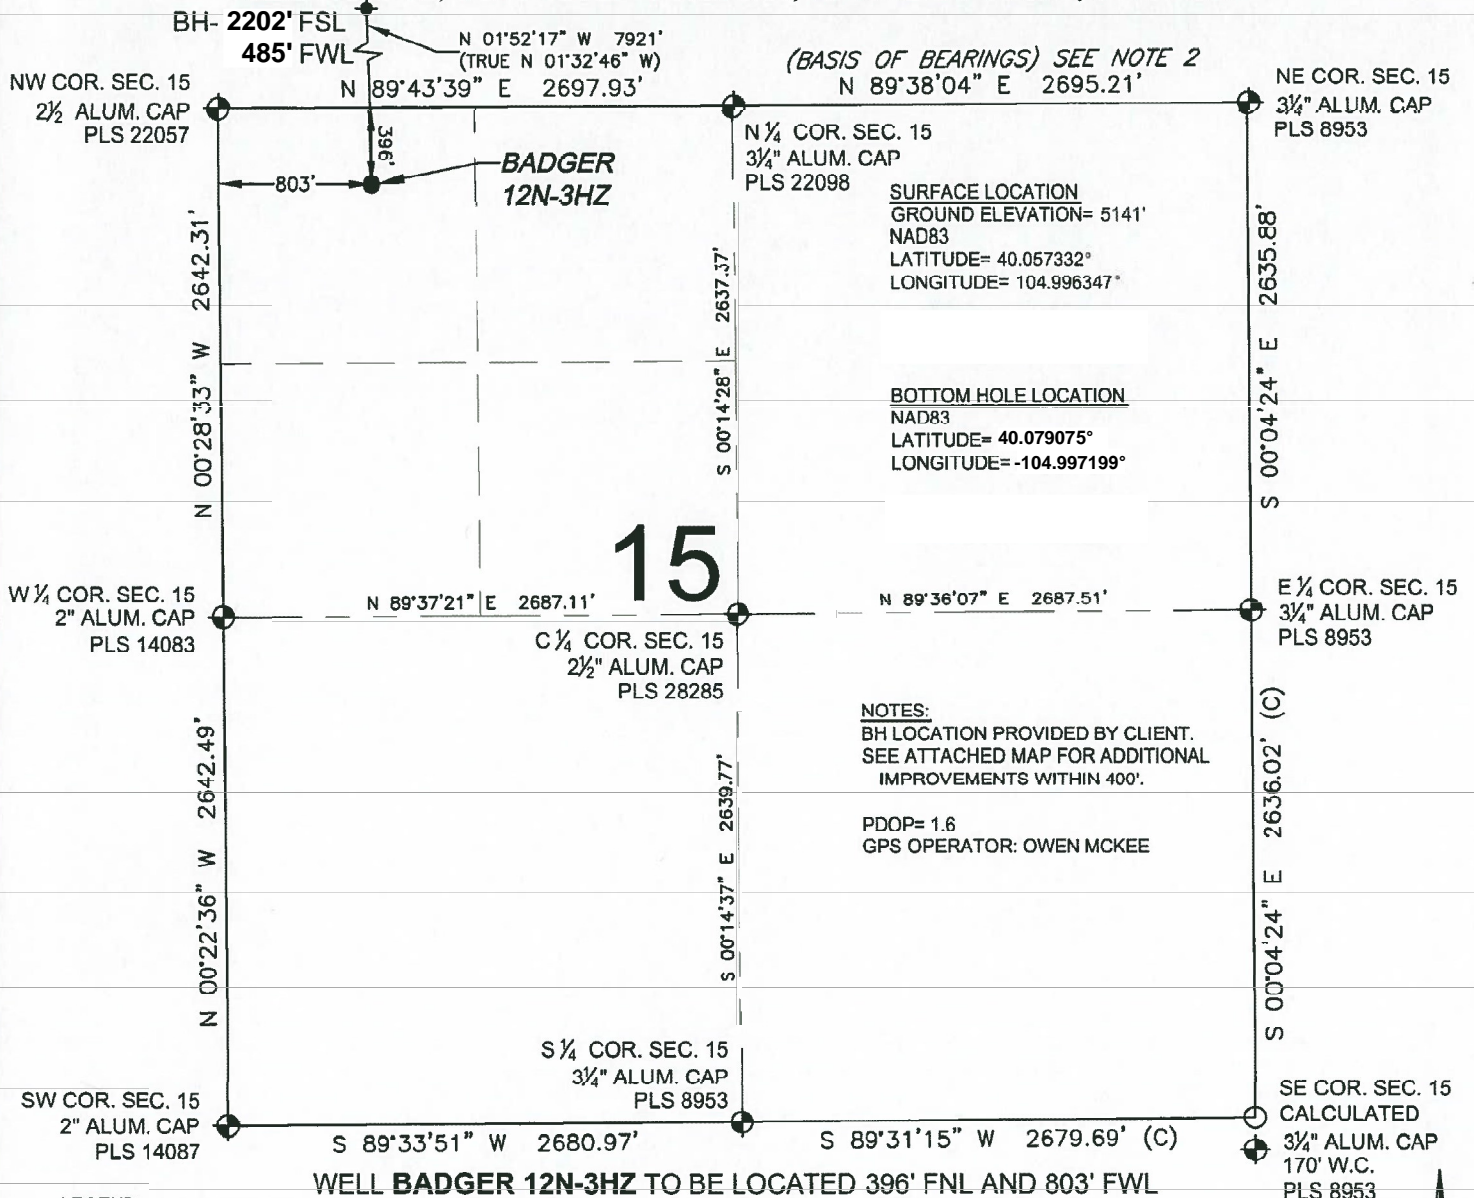 BH- 2202' FSL
485' FWL
N 01°52'17" W 7921'
(TRUE N 01°32'46" W)
(BASIS OF BEARINGS) SEE NOTE 2
N 89°43'39" E 2697.93'
N 89°38'04" E 2695.21'
NW COR. SEC. 15
2½ ALUM. CAP
PLS 22057
NE COR. SEC. 15
3¼" ALUM. CAP
PLS 8953
N ¼ COR. SEC. 15
3¼" ALUM. CAP
PLS 22098
396'
803'
BADGER
12N-3HZ
SURFACE LOCATION
GROUND ELEVATION= 5141'
NAD83
LATITUDE= 40.057332°
LONGITUDE= 104.996347°
N 00°28'33" W 2642.31'
S 00°14'28" E 2637.37'
S 00°04'24" E 2635.88'
BOTTOM HOLE LOCATION
NAD83
LATITUDE= 40.079075°
LONGITUDE= -104.997199°
15
W ¼ COR. SEC. 15
2" ALUM. CAP
PLS 14083
N 89°37'21" E 2687.11'
N 89°36'07" E 2687.51'
E ¼ COR. SEC. 15
3¼" ALUM. CAP
PLS 8953
C ¼ COR. SEC. 15
2½" ALUM. CAP
PLS 28285
NOTES:
BH LOCATION PROVIDED BY CLIENT.
SEE ATTACHED MAP FOR ADDITIONAL
IMPROVEMENTS WITHIN 400'.
PDOP= 1.6
GPS OPERATOR: OWEN MCKEE
N 00°22'36" W 2642.49'
S 00°14'37" E 2639.77'
S 00°04'24" E 2636.02' (C)
S ¼ COR. SEC. 15
3¼" ALUM. CAP
PLS 8953
SW COR. SEC. 15
2" ALUM. CAP
PLS 14087
SE COR. SEC. 15
CALCULATED
3¼" ALUM. CAP
170' W.C.
PLS 8953
S 89°33'51" W 2680.97'
S 89°31'15" W 2679.69' (C)
WELL BADGER 12N-3HZ TO BE LOCATED 396' FNL AND 803' FWL